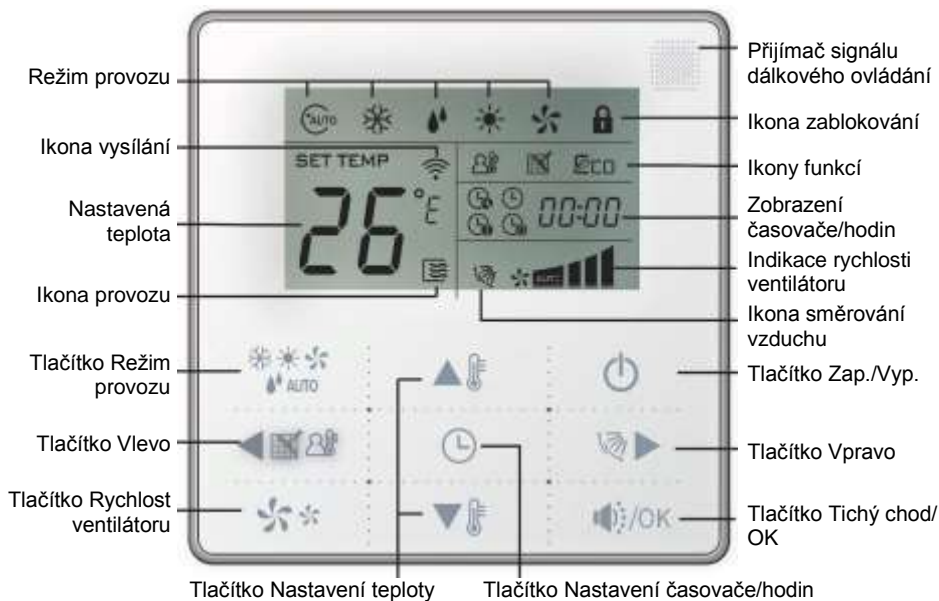 Přijímač signálu
dálkového ovládání
Režim provozu
AUTO
Ikona zablokování
Ikona vysílání
SET TEMP
ECO
Ikony funkcí
Nastavená
teplota
26°C
00:00
Zobrazení
časovače/hodin
Indikace rychlosti
ventilátoru
AUTO
Ikona provozu
Ikona směrování
vzduchu
Tlačítko Režim
provozu
AUTO
Tlačítko Zap./Vyp.
Tlačítko Vlevo
Tlačítko Vpravo
Tlačítko Rychlost
ventilátoru
/OK
Tlačítko Tichý chod/
OK
Tlačítko Nastavení teploty
Tlačítko Nastavení časovače/hodin